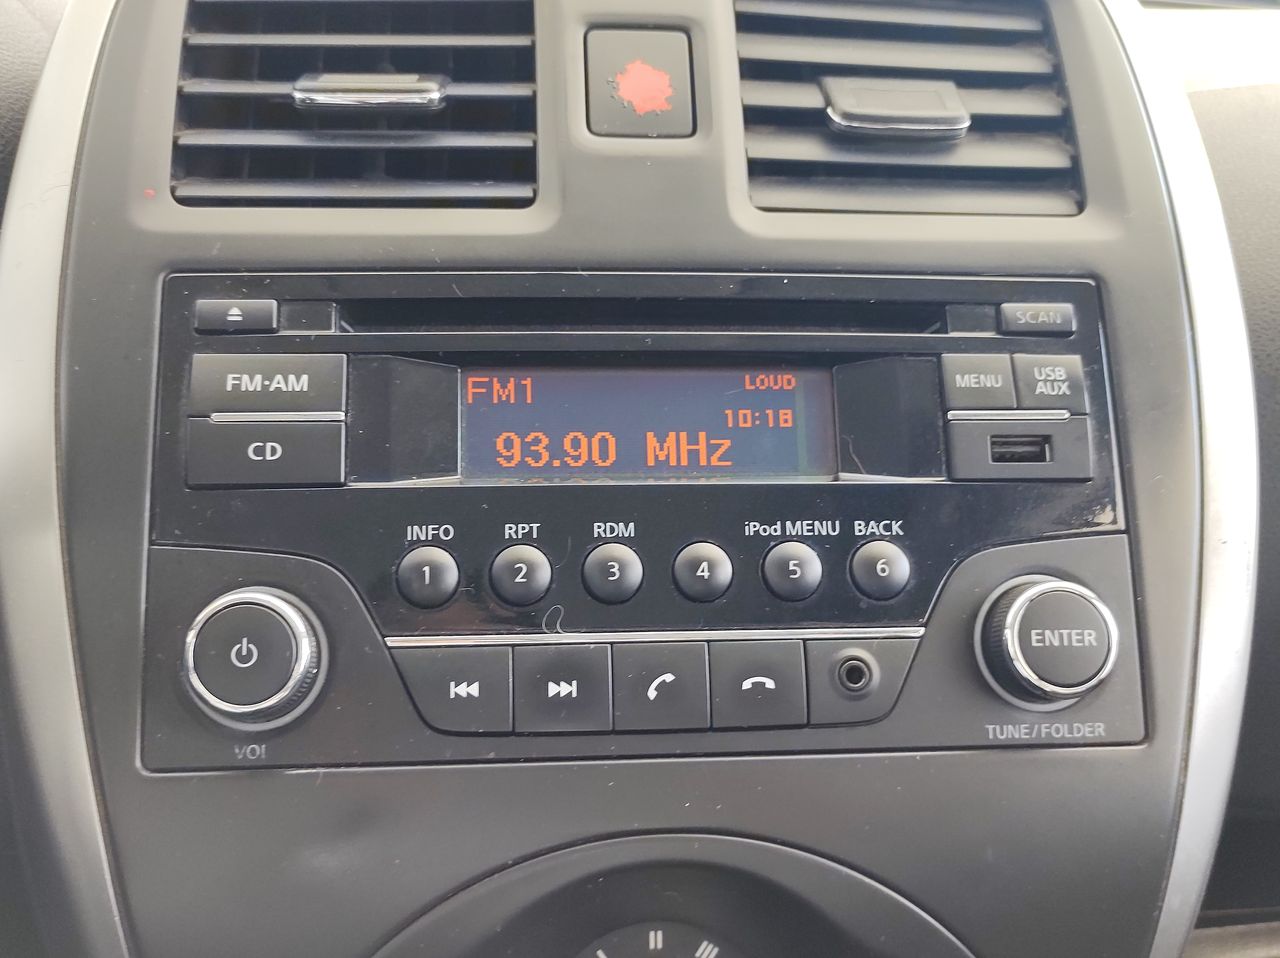 SCAN
FM·AM
FM1
LOUD
MENU
USB
AUX
10:18
CD
93.90 MHz
INFO
RPT
RDM
iPod MENU
BACK
1
2
3
4
5
6
ENTER
TUNE/FOLDER